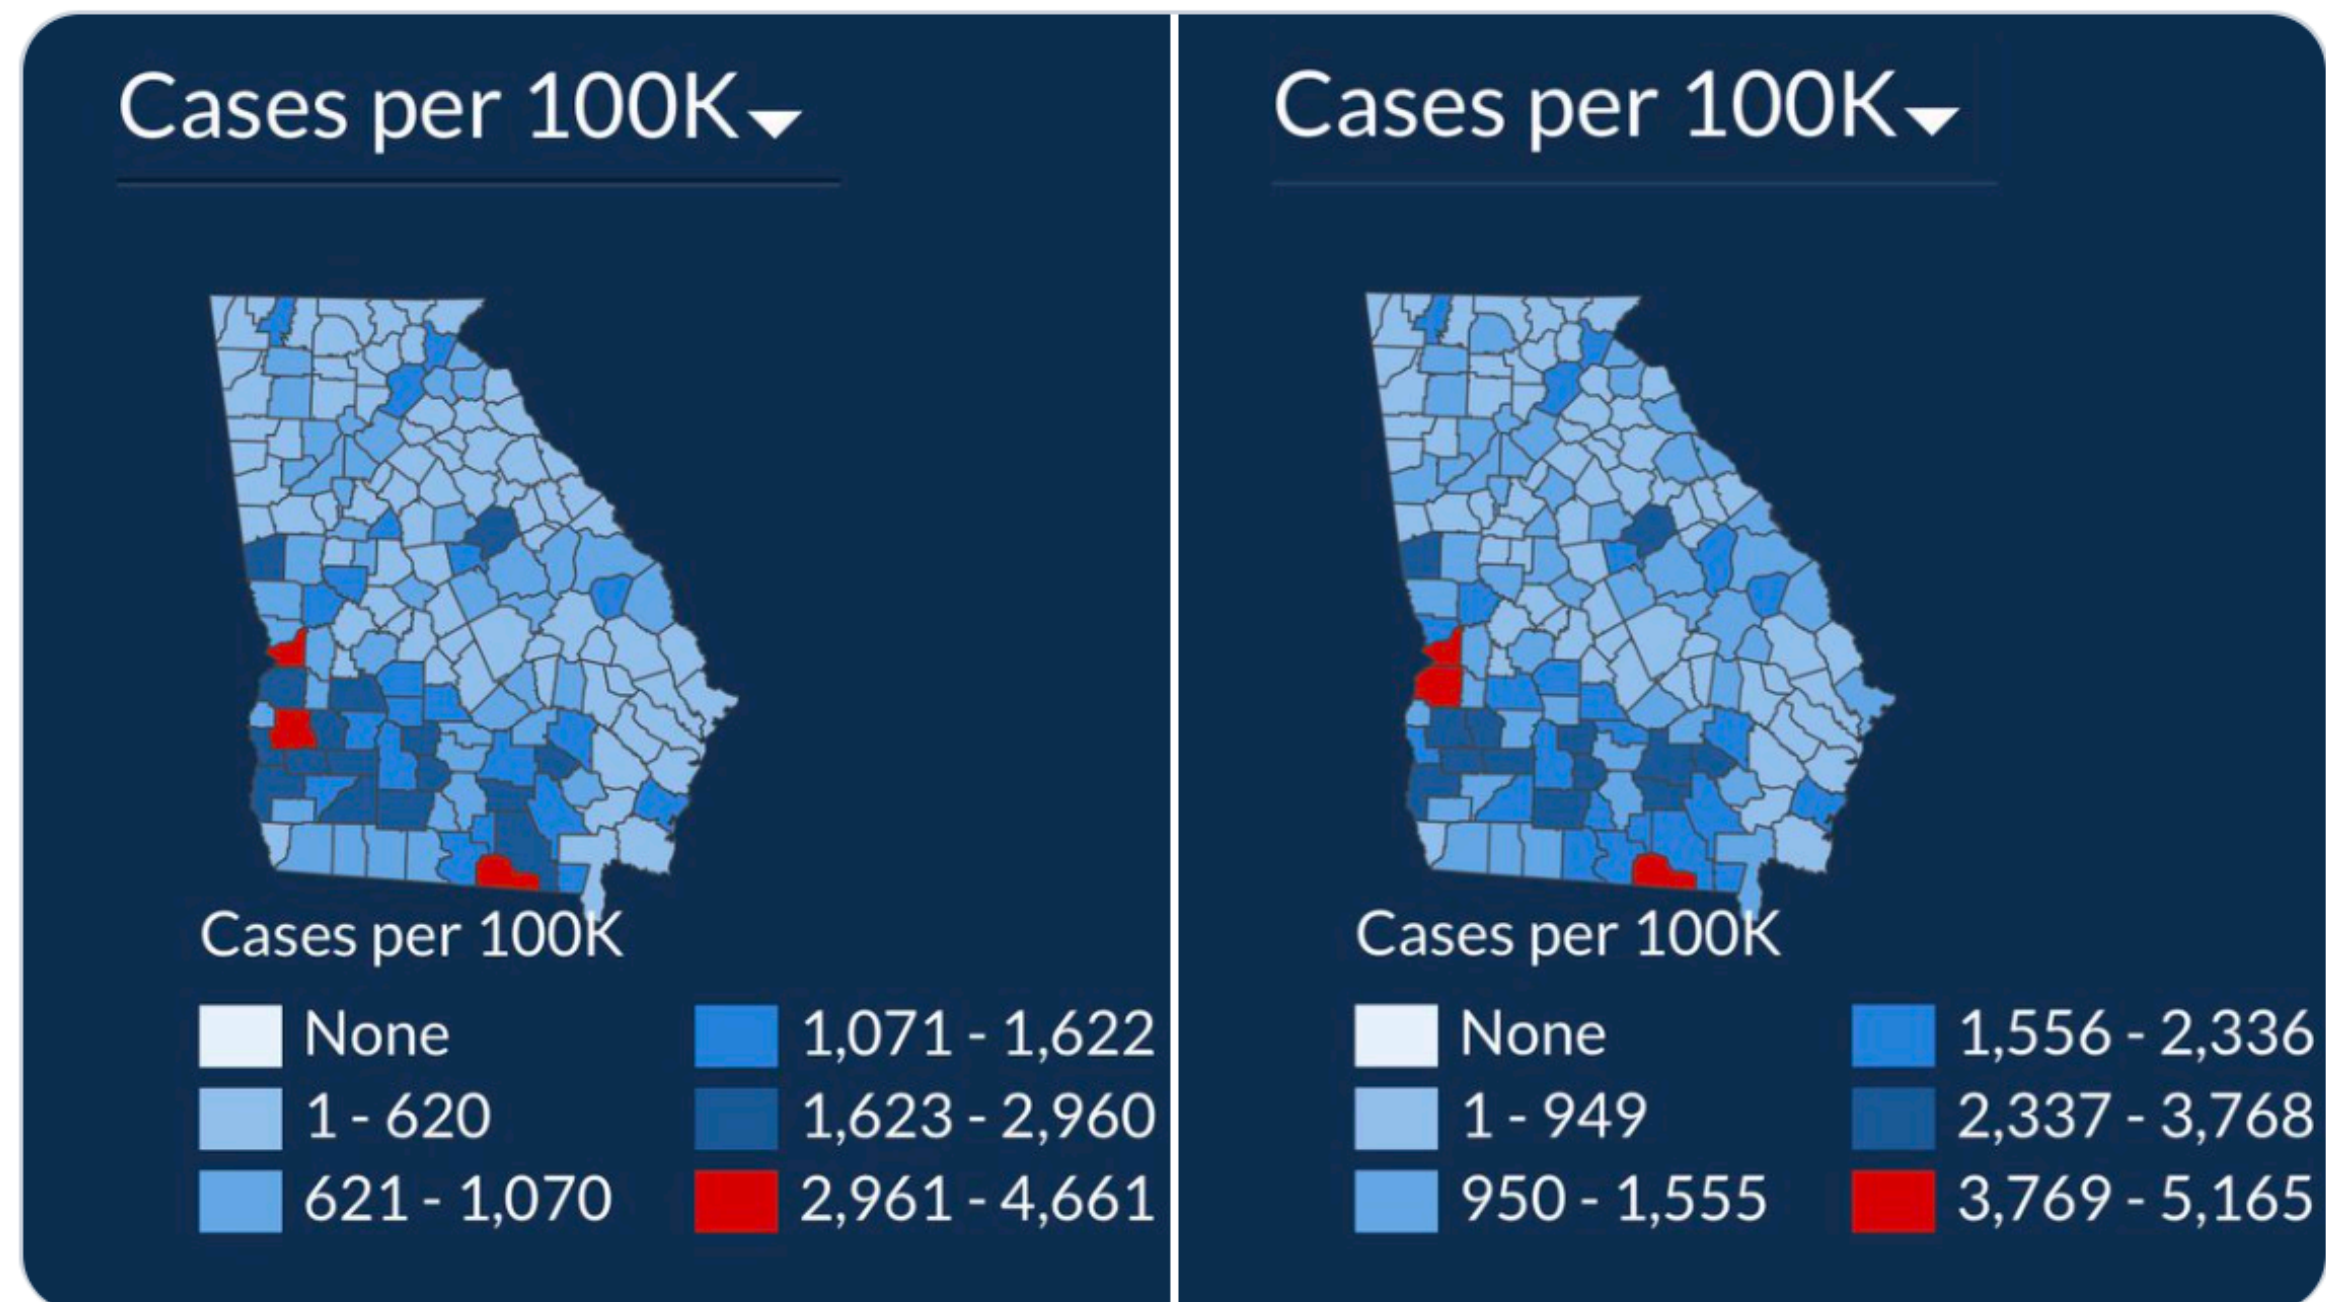 Cases per 100K
Cases per 100K
None
1,071 - 1,622
1 - 620
1,623 - 2,960
621 - 1,070
2,961 - 4,661
Cases per 100K
Cases per 100K
None
1,556 - 2,336
1 - 949
2,337 - 3,768
950 - 1,555
3,769 - 5,165